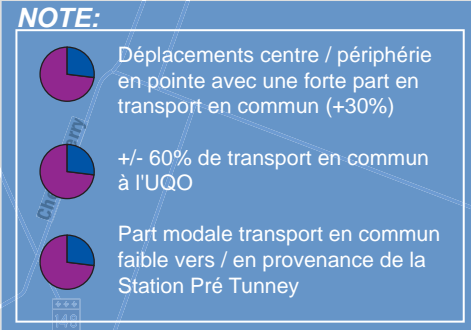 NOTE:
Déplacements centre / périphérie
en pointe avec une forte part en
transport en commun (+30%)
+/- 60% de transport en commun
à l'UQO
Part modale transport en commun
faible vers / en provenance de la
Station Pré Tunney
148